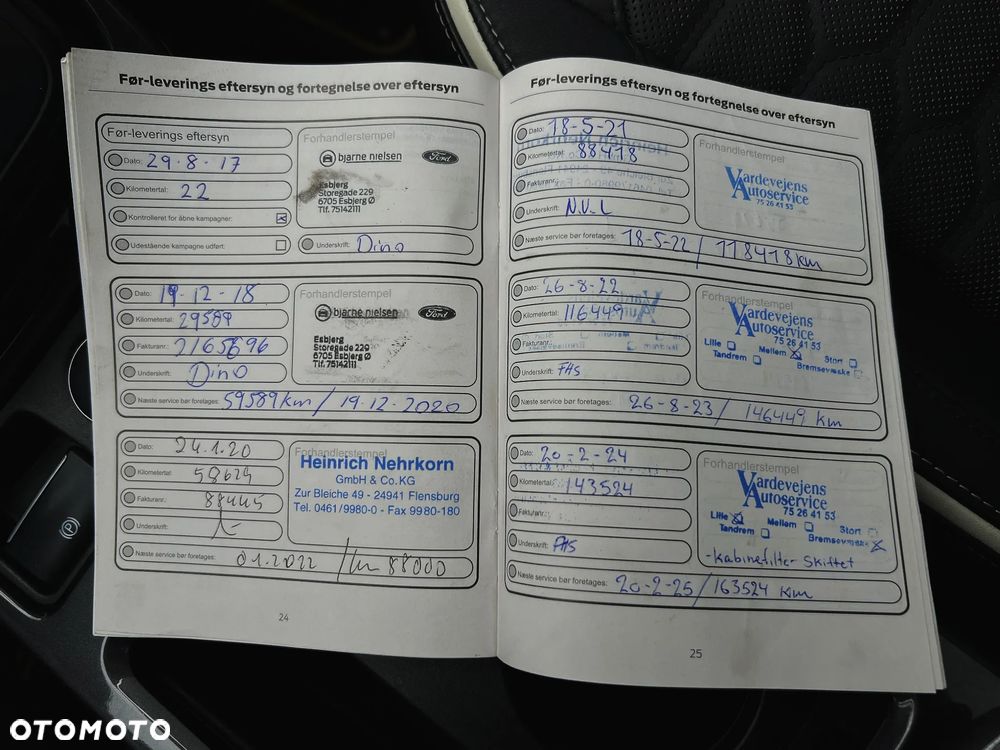 Før-leverings eftersyn og fortegnelse over eftersyn
Før-leverings eftersyn
Dato: 29-8-17
Kilometertal: 22
Kontrolleret for åbne kampagner:
Udestående kampagne udført:
Forhandlerstempel
bjarne nielsen Ford
Esbjerg
Storegade 229
6705 Esbjerg Ø
Tlf. 75142111
Underskrift: Dino
Dato: 19-12-18
Kilometertal: 29589
Fakturanr.: 2165696
Underskrift: Dino
Forhandlerstempel
bjarne nielsen Ford
Esbjerg
Storegade 229
6705 Esbjerg Ø
Tlf. 75142111
Næste service bør foretages: 59589 km / 19-12-2020
Dato: 24.1.20
Kilometertal: 58629
Fakturanr.: 88445
Underskrift:
Forhandlerstempel
Heinrich Nehrkorn
GmbH & Co. KG
Zur Bleiche 49 - 24941 Flensburg
Tel. 0461/9980-0 - Fax 9980-180
Næste service bør foretages: 01.2022 / km 88000
24
Før-leverings eftersyn og fortegnelse over eftersyn
Dato: 18-5-21
Kilometertal: 88418
Fakturanr.:
Underskrift: N.V.L
Forhandlerstempel
Vardevejens
Autoservice
75 26 41 53
Næste service bør foretages: 18-5-22 / 118418 km
Dato: 26-8-22
Kilometertal: 116449
Fakturanr.:
Underskrift: FHS
Forhandlerstempel
Vardevejens
Autoservice
75 26 41 53
Lille Mellem Stort
Tandrem Bremsevæske
Næste service bør foretages: 26-8-23 / 146449 km
Dato: 20-2-24
Kilometertal: 143524
Fakturanr.:
Underskrift: FHS
Forhandlerstempel
Vardevejens
Autoservice
75 26 41 53
Lille Mellem Stort
Tandrem Bremsevæske
-Kabinefilter Skiftet
Næste service bør foretages: 20-2-25 / 163524 km
25
OTOMOTO